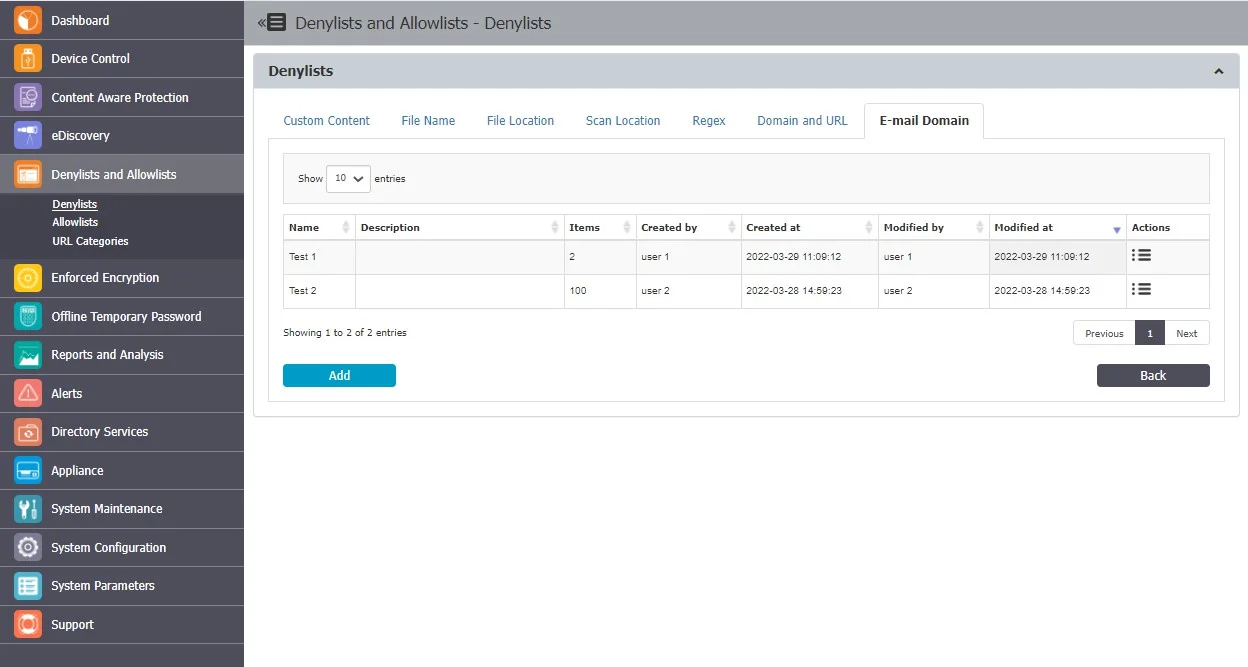 Dashboard
Device Control
Content Aware Protection
eDiscovery
Denylists and Allowlists
Denylists
Allowlists
URL Categories
Enforced Encryption
Offline Temporary Password
Reports and Analysis
Alerts
Directory Services
Appliance
System Maintenance
System Configuration
System Parameters
Support
Denylists and Allowlists - Denylists
Denylists
Custom Content File Name File Location Scan Location Regex Domain and URL E-mail Domain
Show 10 entries
Name Description Items Created by Created at Modified by Modified at Actions
Test 1 2 user 1 2022-03-29 11:09:12 user 1 2022-03-29 11:09:12
Test 2 100 user 2 2022-03-28 14:59:23 user 2 2022-03-28 14:59:23
Showing 1 to 2 of 2 entries
Previous 1 Next
Add Back